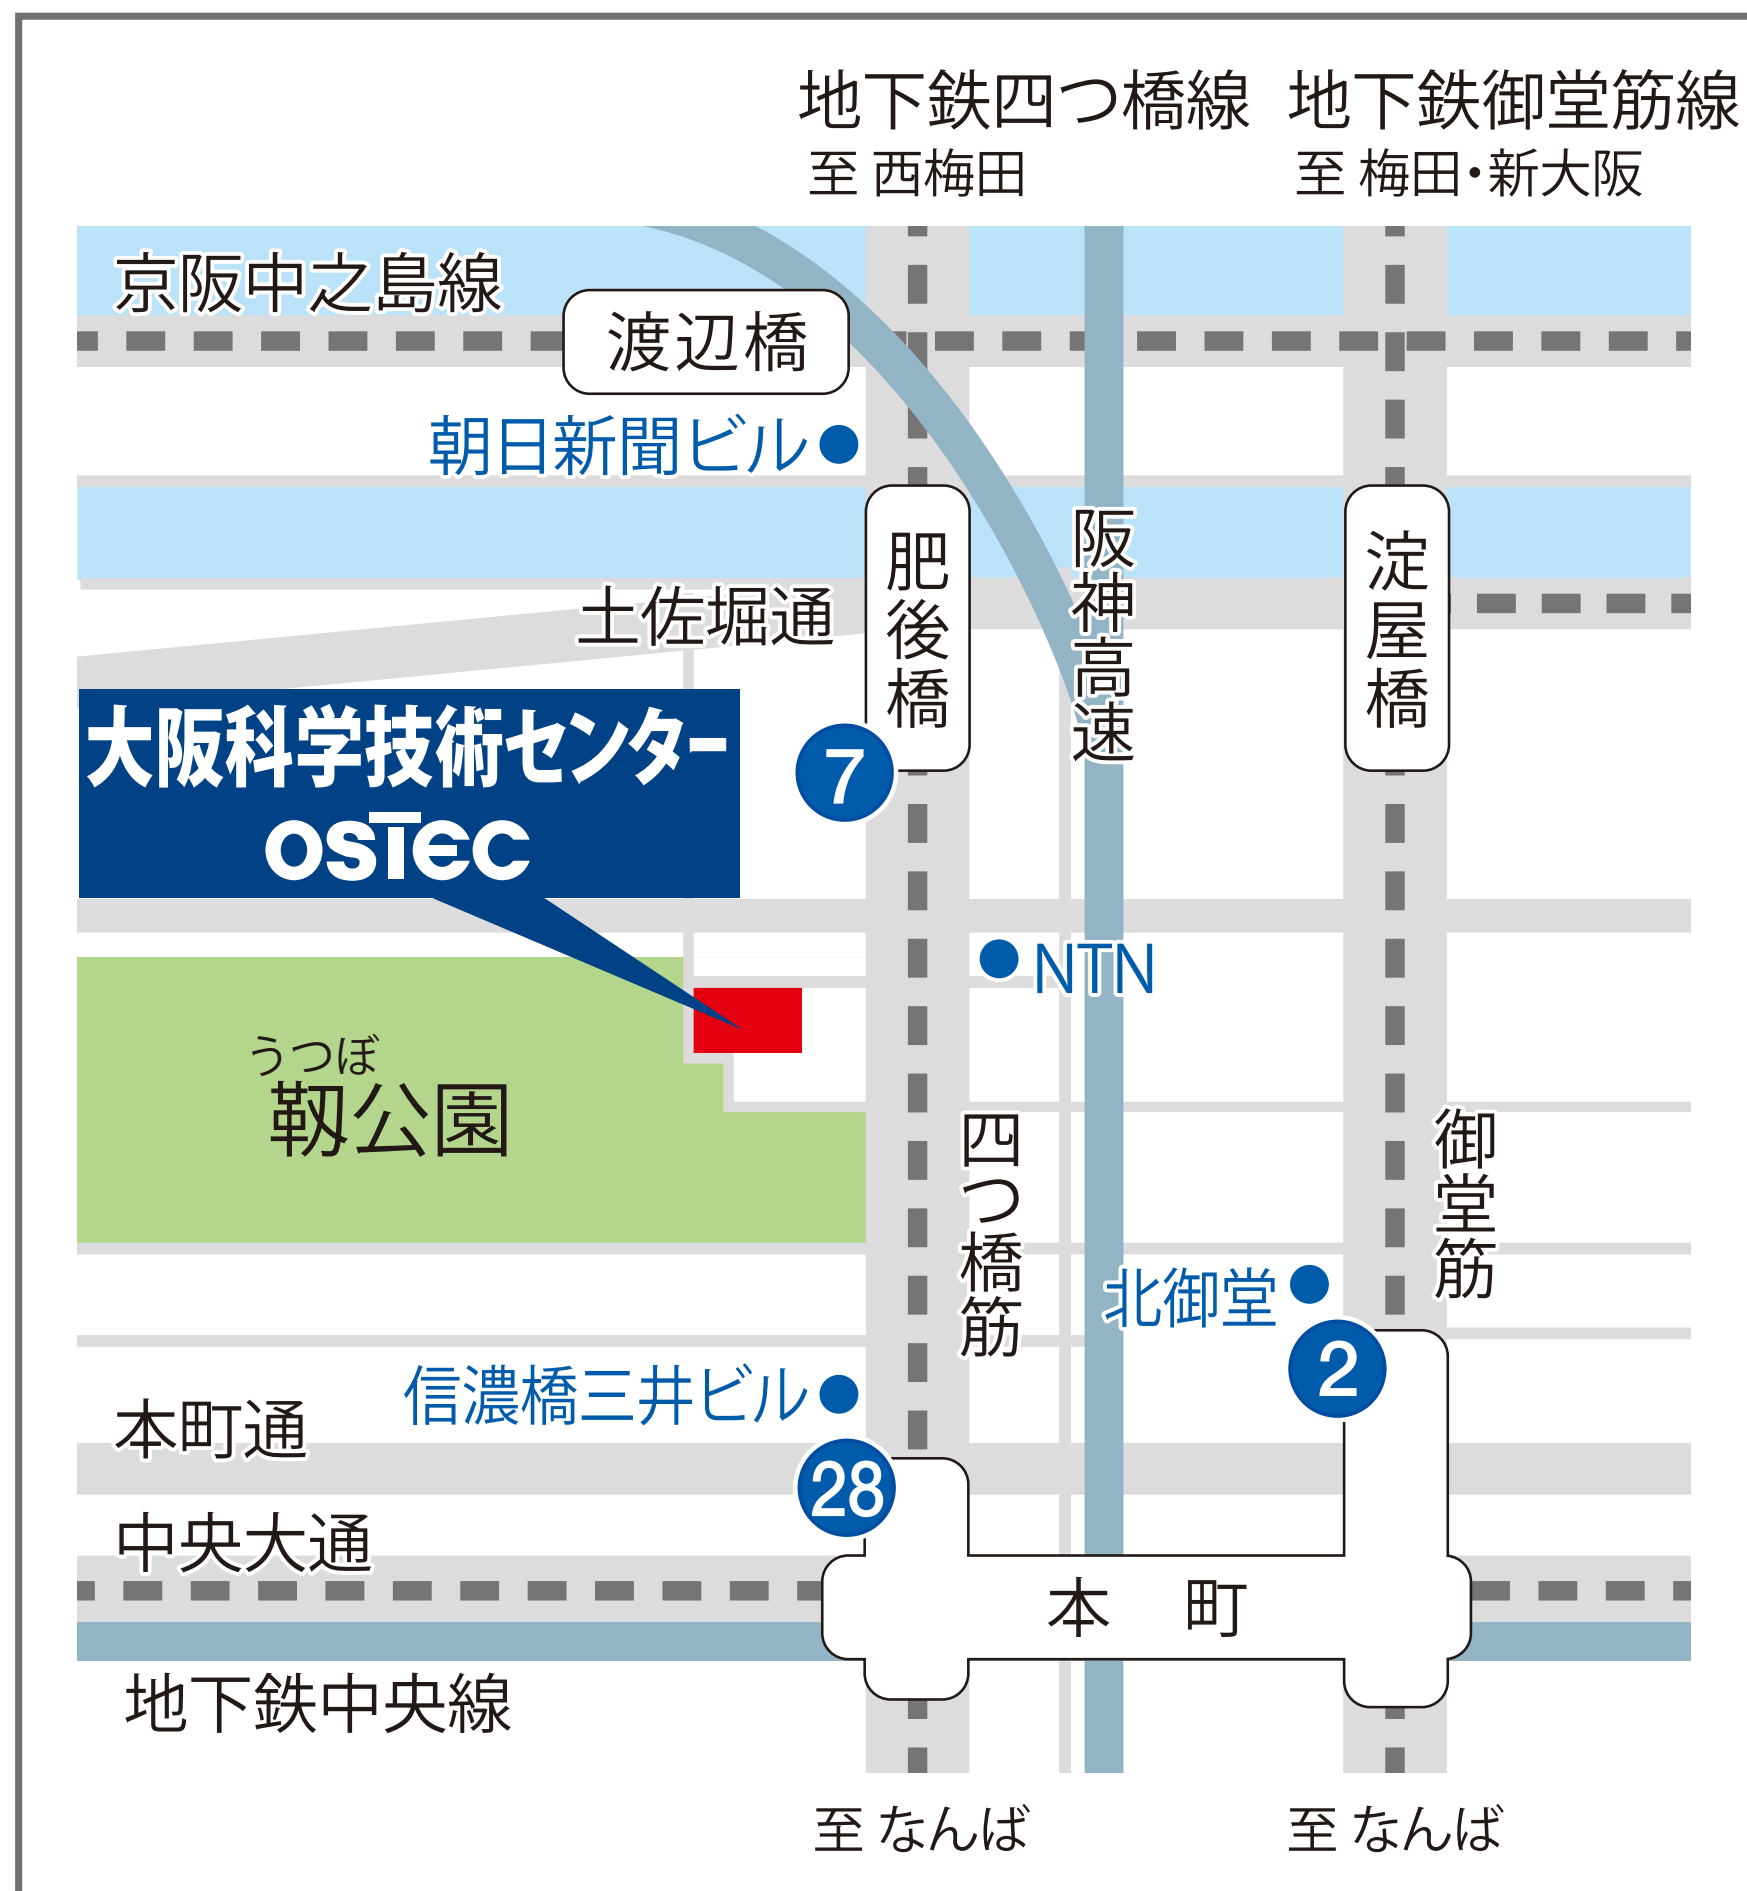 地下鉄四つ橋線
至 西梅田
地下鉄御堂筋線
至 梅田・新大阪
京阪中之島線
渡辺橋
朝日新聞ビル
肥後橋
阪神高速
淀屋橋
土佐堀通
大阪科学技術センター
OSTEC
7
NTN
うつぼ
靱公園
四つ橋筋
御堂筋
北御堂
2
信濃橋三井ビル
本町通
28
中央大通
本 町
地下鉄中央線
至 なんば
至 なんば